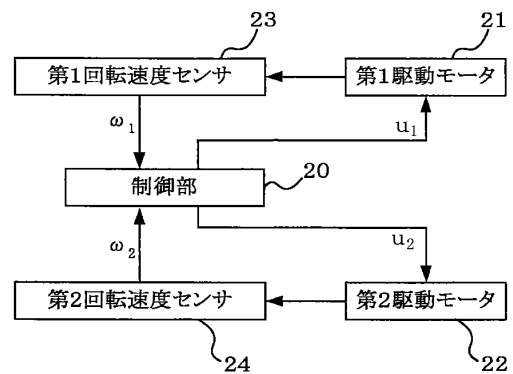 23
21
第1回転速度センサ
第1駆動モータ
ω1
u1
制御部
20
ω2
u2
第2回転速度センサ
第2駆動モータ
24
22